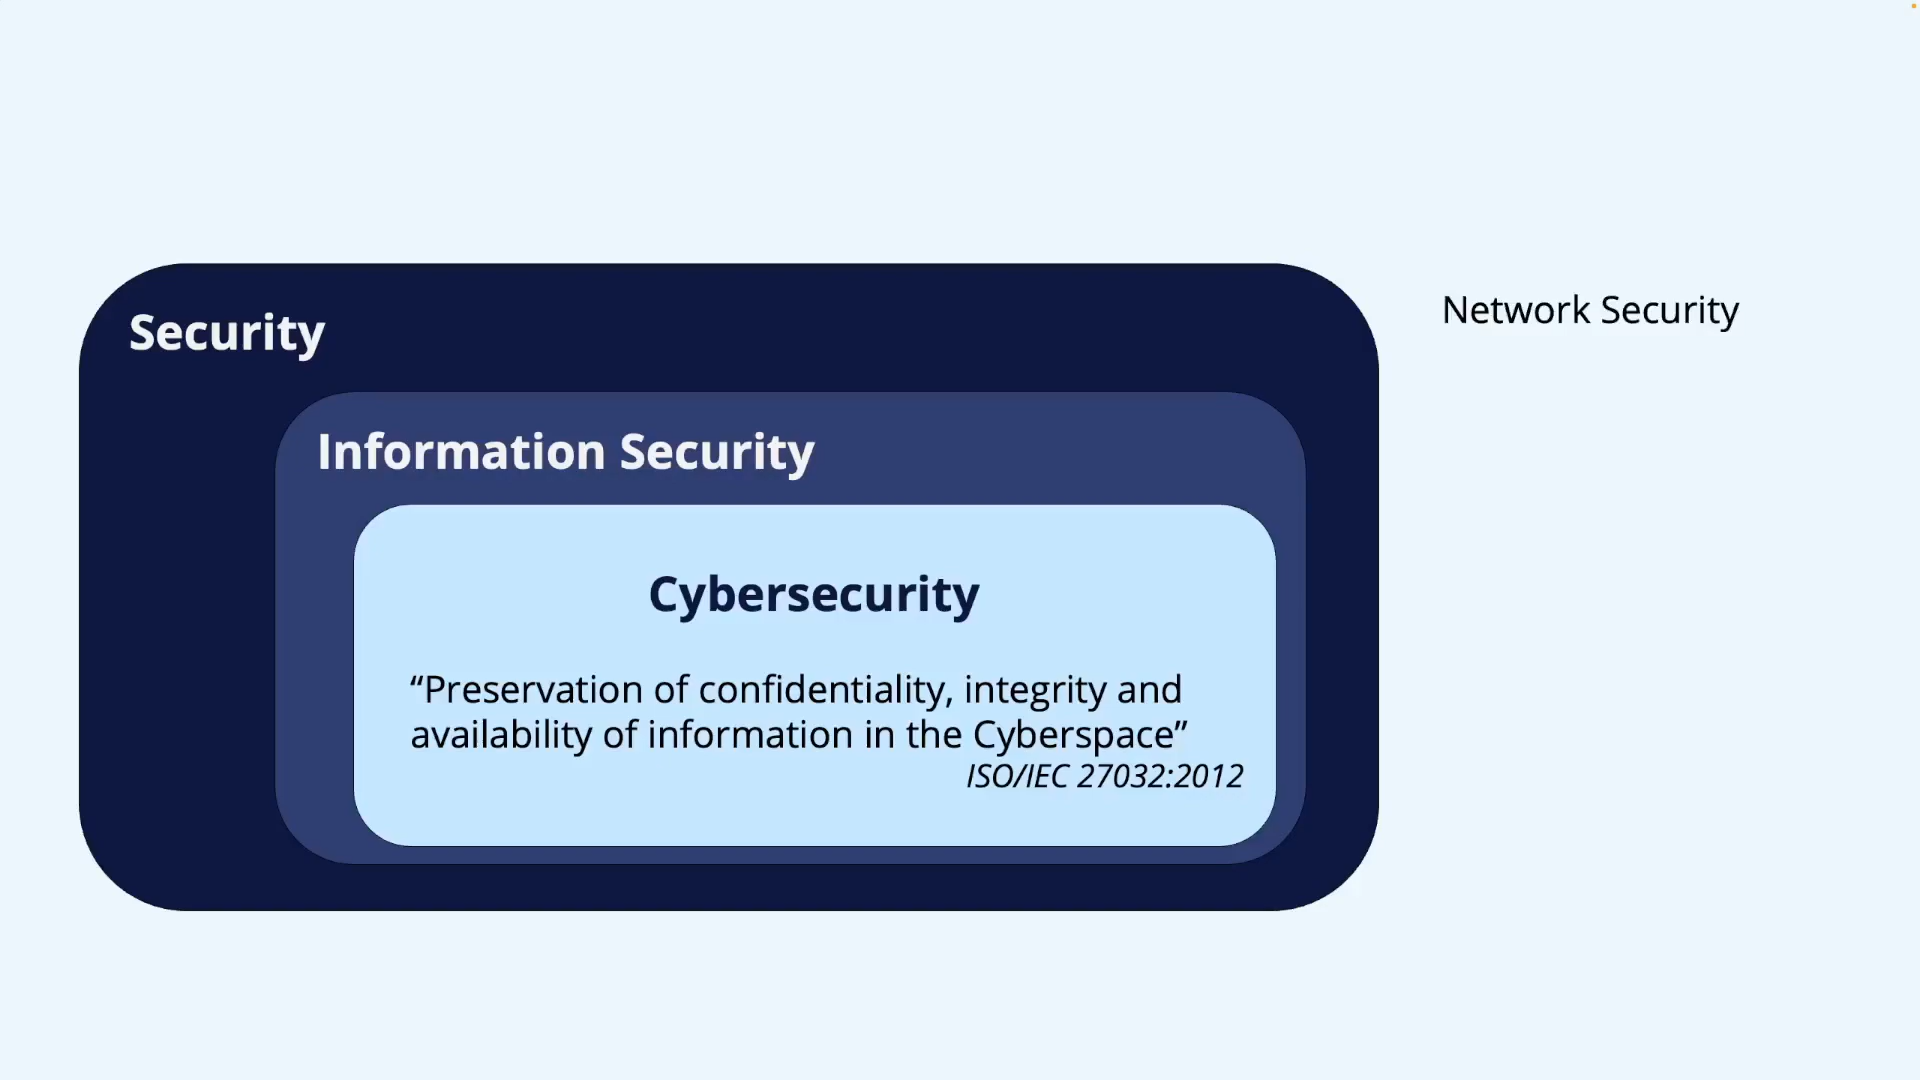 Security
Network Security
Information Security
Cybersecurity
“Preservation of confidentiality, integrity and
availability of information in the Cyberspace”
ISO/IEC 27032:2012